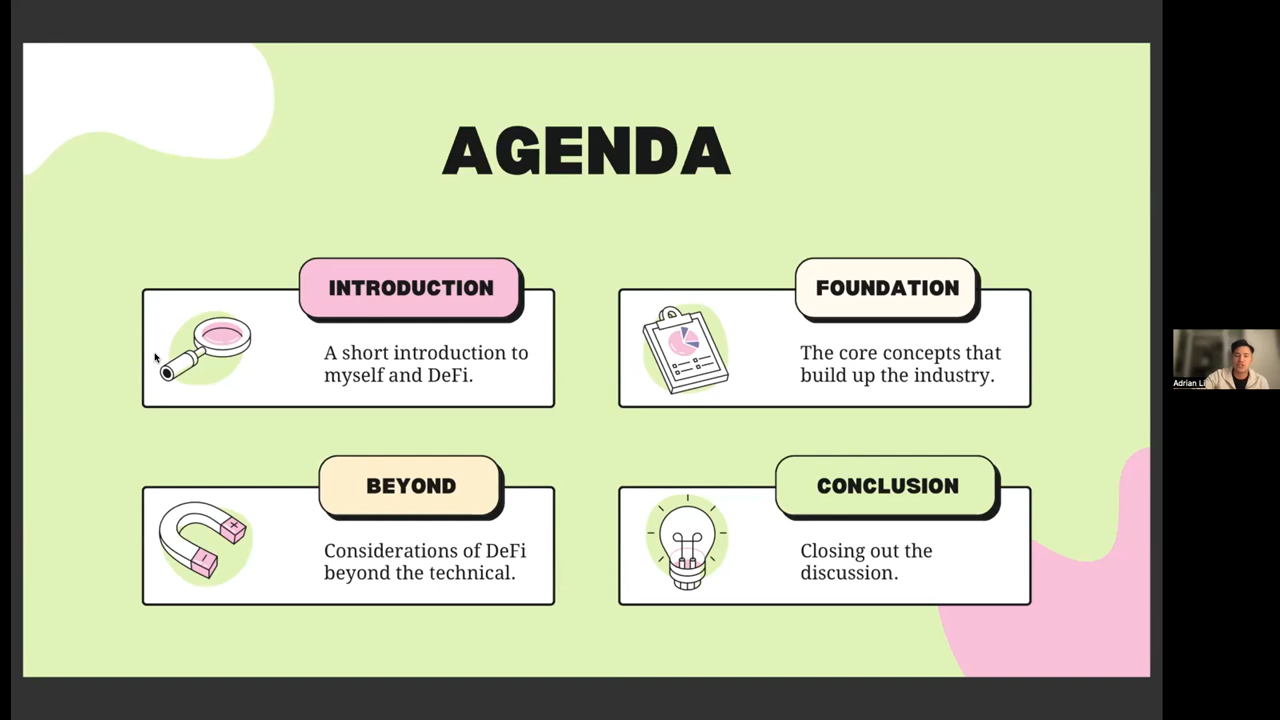 AGENDA
INTRODUCTION
A short introduction to
myself and DeFi.
FOUNDATION
The core concepts that
build up the industry.
BEYOND
Considerations of DeFi
beyond the technical.
+
-
CONCLUSION
Closing out the
discussion.
Adrian